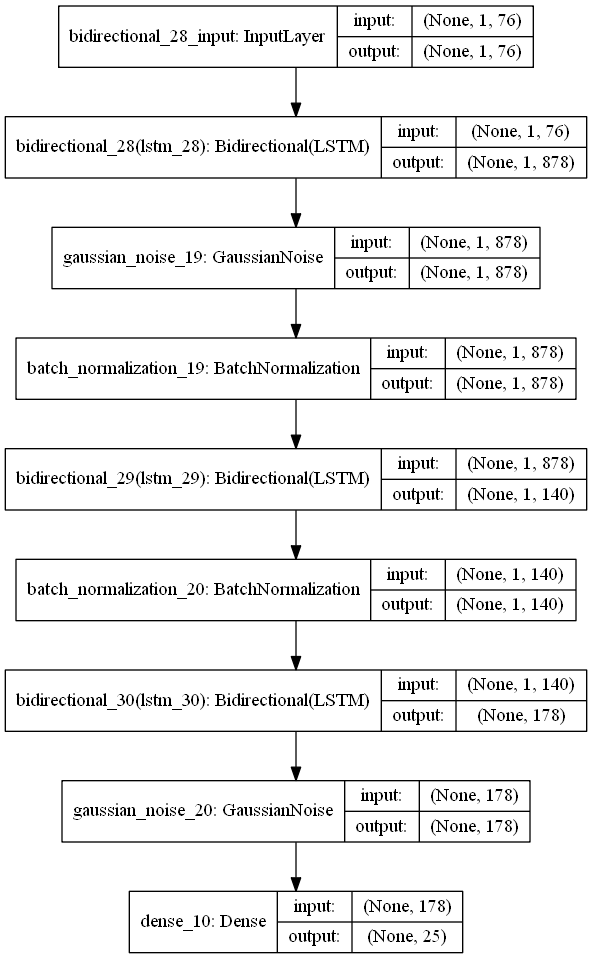 bidirectional_28_input: InputLayer
input: (None, 1, 76)
output: (None, 1, 76)
bidirectional_28(lstm_28): Bidirectional(LSTM)
input: (None, 1, 76)
output: (None, 1, 878)
gaussian_noise_19: GaussianNoise
input: (None, 1, 878)
output: (None, 1, 878)
batch_normalization_19: BatchNormalization
input: (None, 1, 878)
output: (None, 1, 878)
bidirectional_29(lstm_29): Bidirectional(LSTM)
input: (None, 1, 878)
output: (None, 1, 140)
batch_normalization_20: BatchNormalization
input: (None, 1, 140)
output: (None, 1, 140)
bidirectional_30(lstm_30): Bidirectional(LSTM)
input: (None, 1, 140)
output: (None, 178)
gaussian_noise_20: GaussianNoise
input: (None, 178)
output: (None, 178)
dense_10: Dense
input: (None, 178)
output: (None, 25)